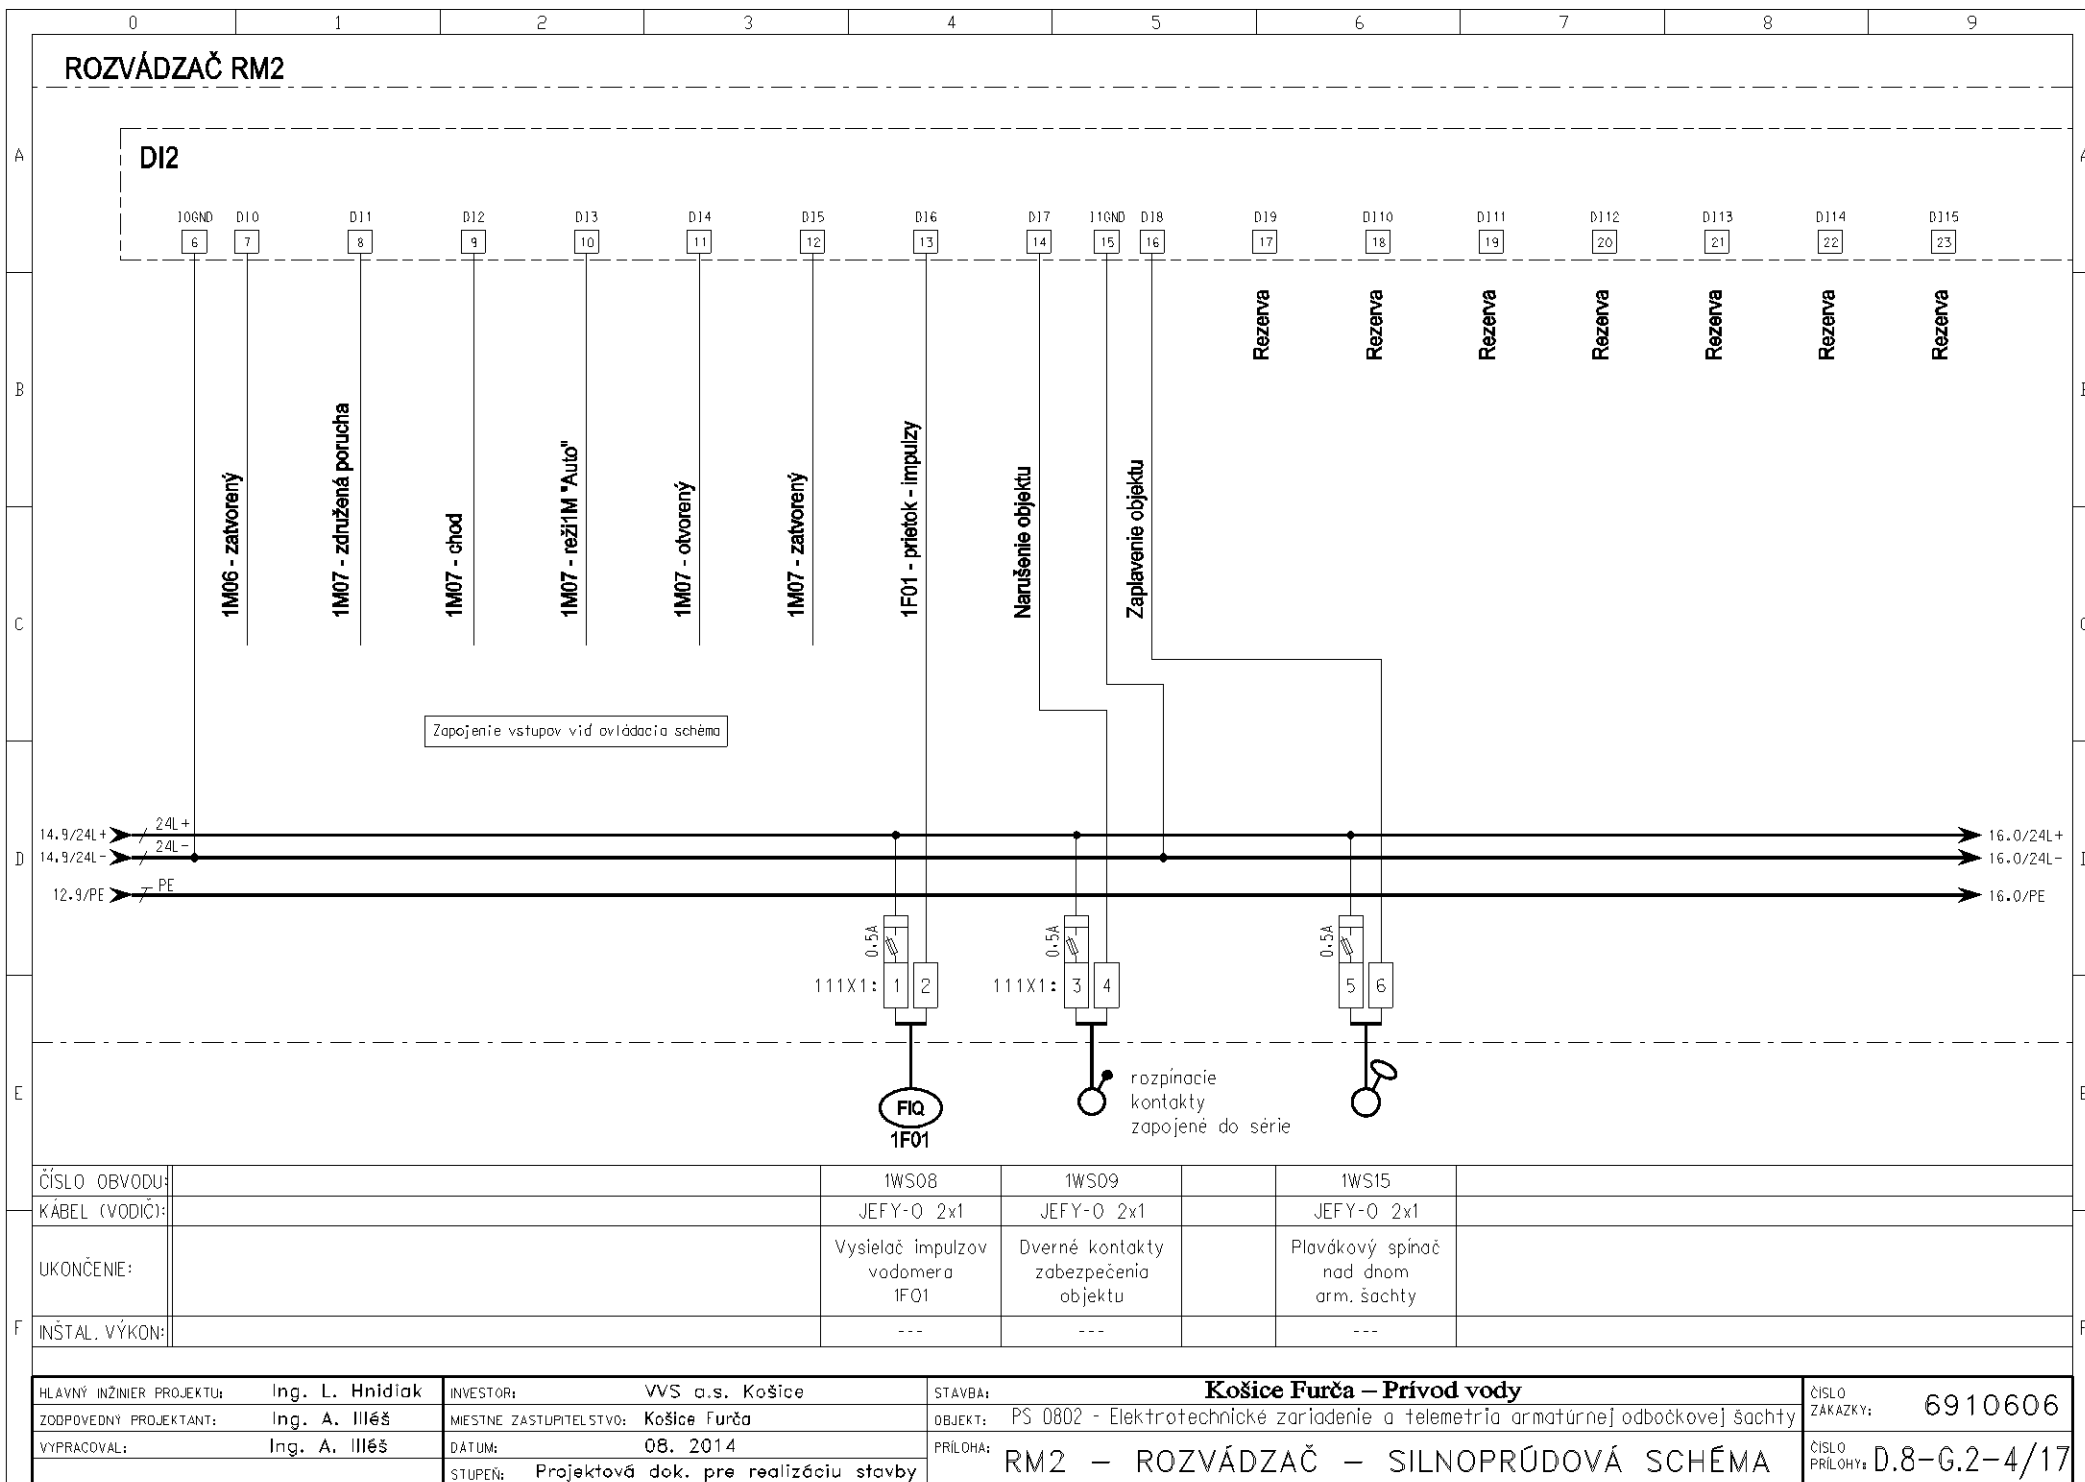 0 1 2 3 4 5 6 7 8 9
ROZVÁDZAČ RM2
A
DI2
IOGND DI0 DI1 DI2 DI3 DI4 DI5 DI6 DI7 I1GND DI8 DI9 DI10 DI11 DI12 DI13 DI14 DI15
6 7 8 9 10 11 12 13 14 15 16 17 18 19 20 21 22 23
1M06 - zatvorený
1M07 - združená porucha
1M07 - chod
1M07 - reži1M "Auto"
1M07 - otvorený
1M07 - zatvorený
1F01 - prietok - impulzy
Narušenie objektu
Zaplavenie objektu
Rezerva
Rezerva
Rezerva
Rezerva
Rezerva
Rezerva
Rezerva
B
C
Zapojenie vstupov viď ovládacia schéma
14.9/24L+ 24L+ 16.0/24L+
D 14.9/24L- 24L- 16.0/24L-
12.9/PE PE 16.0/PE
0.5A 0.5A 0.5A
111X1: 1 2 111X1: 3 4 5 6
E
FIQ
1F01
rozpínacie
kontakty
zapojené do série
ČÍSLO OBVODU: 1WS08 1WS09 1WS15
KÁBEL (VODIČ): JEFY-O 2x1 JEFY-O 2x1 JEFY-O 2x1
UKONČENIE:
Vysielač impulzov
vodomera
1F01
Dverné kontakty
zabezpečenia
objektu
Plavákový spínač
nad dnom
arm. šachty
F INŠTAL. VÝKON: --- --- ---
HLAVNÝ INŽINIER PROJEKTU: Ing. L. Hnidiak
ZODPOVEDNÝ PROJEKTANT: Ing. A. Illéš
VYPRACOVAL: Ing. A. Illéš
INVESTOR: VVS a.s. Košice
MIESTNE ZASTUPITELSTVO: Košice Furča
DÁTUM: 08. 2014
STUPEŇ: Projektová dok. pre realizáciu stavby
STAVBA: Košice Furča – Prívod vody
OBJEKT: PS 0802 - Elektrotechnické zariadenie a telemetria armatúrnej odbočkovej šachty
PRÍLOHA: RM2 – ROZVÁDZAČ – SILNOPRÚDOVÁ SCHÉMA
ČÍSLO
ZÁKAZKY: 6910606
ČÍSLO
PRÍLOHY: D.8-G.2-4/17